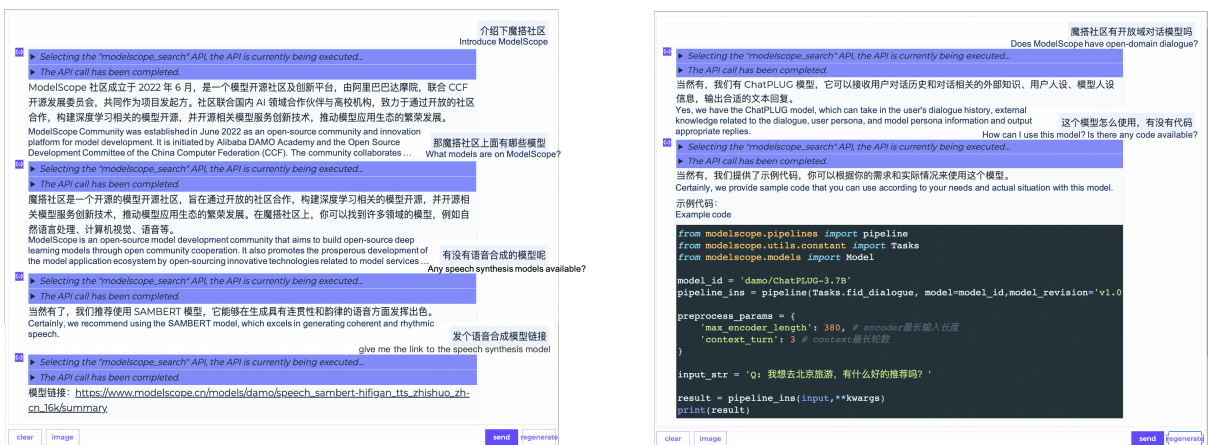 介绍下魔搭社区
Introduce ModelScope
▶ Selecting the "modelscope_search" API, the API is currently being executed...
▶ The API call has been completed.
ModelScope 社区成立于 2022 年 6 月，是一个模型开源社区及创新平台，由阿里巴巴达摩院，联合 CCF
开源发展委员会，共同作为项目发起方。社区联合国内 AI 领域合作伙伴与高校机构，致力于通过开放的社区
合作，构建深度学习相关的模型开源，并开源相关模型服务创新技术，推动模型应用生态的繁荣发展。
ModelScope Community was established in June 2022 as an open-source community and innovation
platform for model development. It is initiated by Alibaba DAMO Academy and the Open Source
Development Committee of the China Computer Federation (CCF). The community collaborates ...
那魔搭社区上面有哪些模型
What models are on ModelScope?
▶ Selecting the "modelscope_search" API, the API is currently being executed...
▶ The API call has been completed.
魔搭社区是一个开源的模型开源社区，旨在通过开放的社区合作，构建深度学习相关的模型开源，并开源相
关模型服务创新技术，推动模型应用生态的繁荣发展。在魔搭社区上，你可以找到许多领域的模型，例如自
然语言处理、计算机视觉、语音等。
ModelScope is an open-source model development community that aims to build open-source deep
learning models through open community cooperation. It also promotes the prosperous development of
the model application ecosystem by open-sourcing innovative technologies related to model services ...
有没有语音合成的模型呢
Any speech synthesis models available?
▶ Selecting the "modelscope_search" API, the API is currently being executed...
▶ The API call has been completed.
当然有了，我们推荐使用 SAMBERT 模型，它能够在生成具有连贯性和韵律的语音方面发挥出色。
Certainly, we recommend using the SAMBERT model, which excels in generating coherent and rhythmic
speech.
发个语音合成模型链接
give me the link to the speech synthesis model
▶ Selecting the "modelscope_search" API, the API is currently being executed...
▶ The API call has been completed.
模型链接：https://www.modelscope.cn/models/damo/speech_sambert-hifigan_tts_zhishuo_zh-
cn_16k/summary
clear image send regenerate
魔搭社区有开放域对话模型吗
Does ModelScope have open-domain dialogue?
▶ Selecting the "modelscope_search" API, the API is currently being executed...
▶ The API call has been completed.
当然有，我们有 ChatPLUG 模型，它可以接收用户对话历史和对话相关的外部知识、用户人设、模型人设
信息，输出合适的文本回复。
Yes, we have the ChatPLUG model, which can take in the user's dialogue history, external
knowledge related to the dialogue, user persona, and model persona information and output
appropriate replies.
这个模型怎么使用，有没有代码
How can I use this model? Is there any code available?
▶ Selecting the "modelscope_search" API, the API is currently being executed...
▶ The API call has been completed.
当然有，我们提供了示例代码，你可以根据你的需求和实际情况来使用这个模型。
Certainly, we provide sample code that you can use according to your needs and actual situation with this model.
示例代码：
Example code
from modelscope.pipelines import pipeline
from modelscope.utils.constant import Tasks
from modelscope.models import Model
model_id = 'damo/ChatPLUG-3.7B'
pipeline_ins = pipeline(Tasks.fid_dialogue, model=model_id,model_revision='v1.0
preprocess_params = {
'max_encoder_length': 380, # encoder最长输入长度
'context_turn': 3 # context最长轮数
}
input_str = 'Q: 我想去北京旅游，有什么好的推荐吗？'
result = pipeline_ins(input,**kwargs)
print(result)
clear image send regenerate